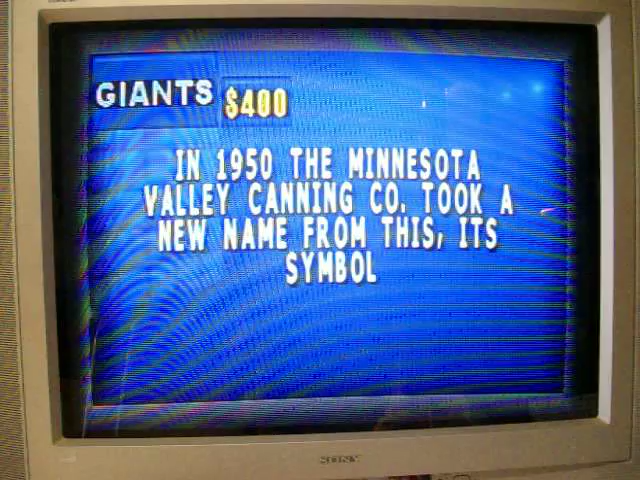 GIANTS
$400
IN 1950 THE MINNESOTA
VALLEY CANNING CO. TOOK A
NEW NAME FROM THIS, ITS
SYMBOL
SONY